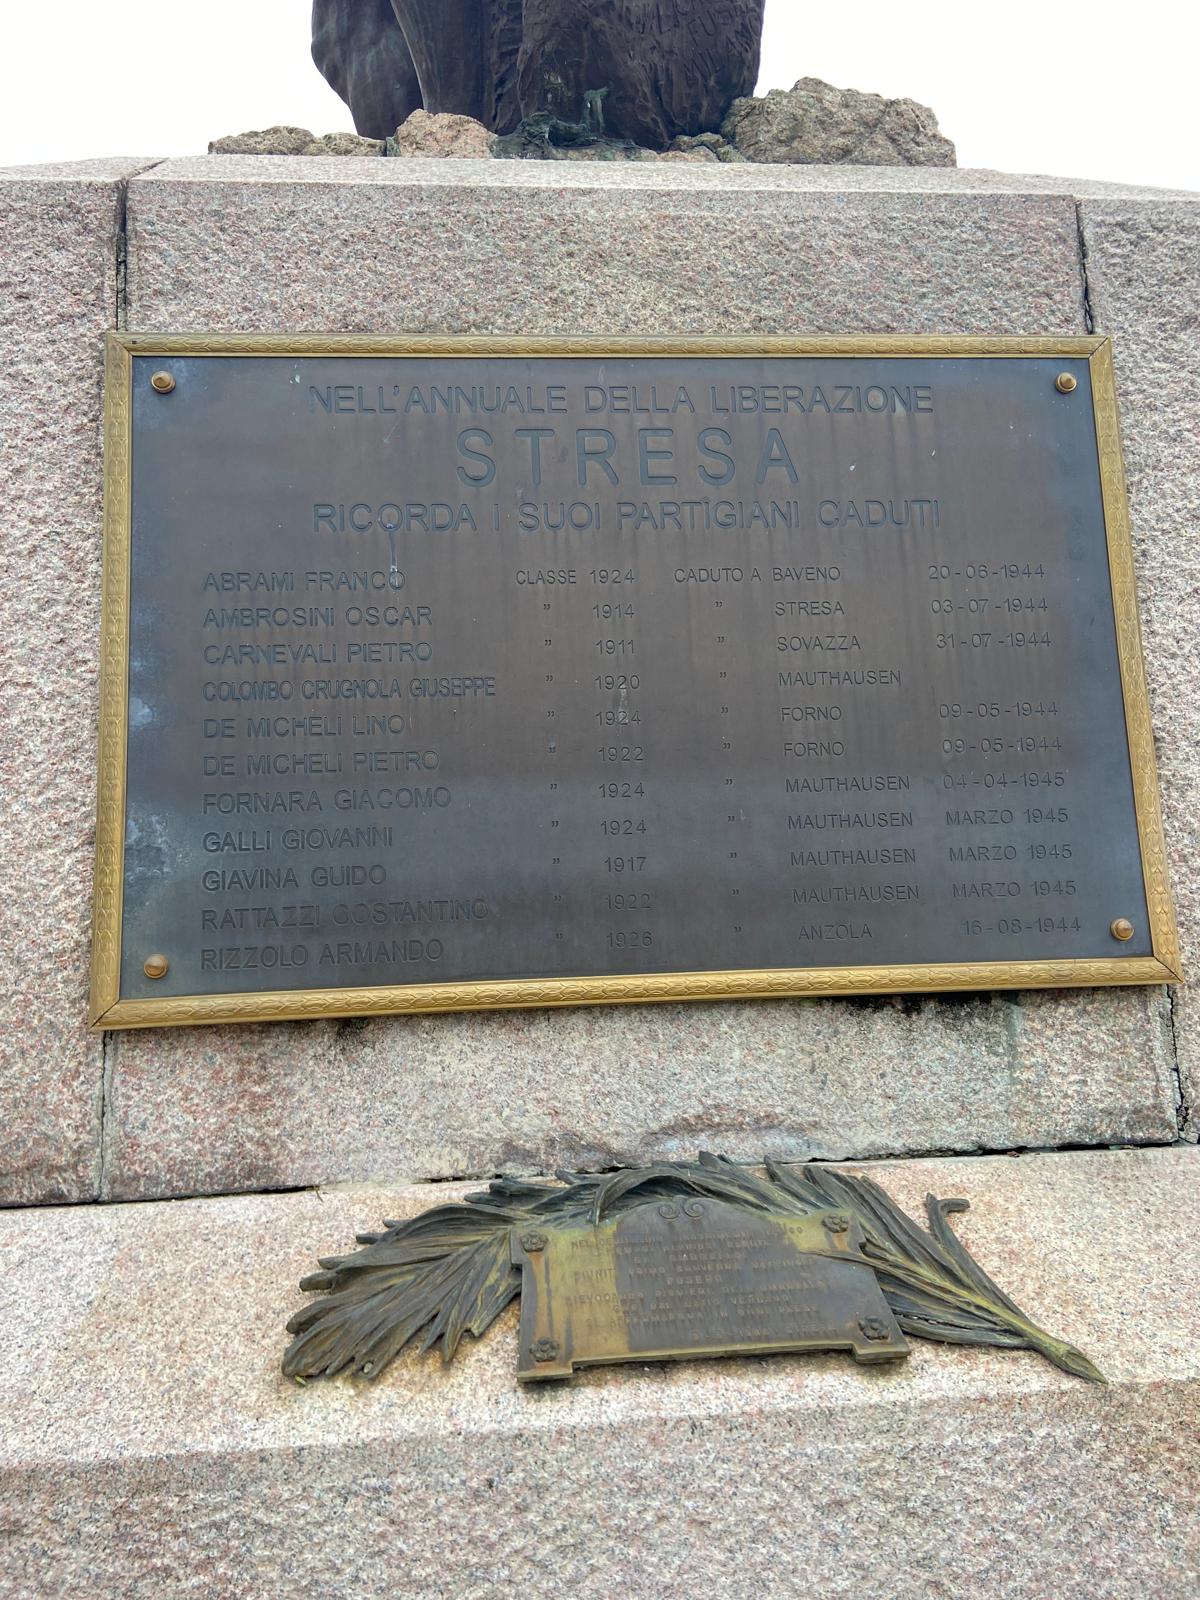 NELL'ANNUALE DELLA LIBERAZIONE
STRESA
RICORDA I SUOI PARTIGIANI CADUTI
ABRAMI FRANCO CLASSE 1924 CADUTO A BAVENO 20-06-1944
AMBROSINI OSCAR " 1914 " STRESA 03-07-1944
CARNEVALI PIETRO " 1911 " SOVAZZA 31-07-1944
COLOMBO CRUGNOLA GIUSEPPE " 1920 " MAUTHAUSEN
DE MICHELI LINO " 1924 " FORNO 09-05-1944
DE MICHELI PIETRO " 1922 " FORNO 09-05-1944
FORNARA GIACOMO " 1924 " MAUTHAUSEN 04-04-1945
GALLI GIOVANNI " 1924 " MAUTHAUSEN MARZO 1945
GIAVINA GUIDO " 1917 " MAUTHAUSEN MARZO 1945
RATTAZZI COSTANTINO " 1922 " MAUTHAUSEN MARZO 1945
RIZZOLO ARMANDO " 1926 " ANZOLA 16-08-1944
POSERO